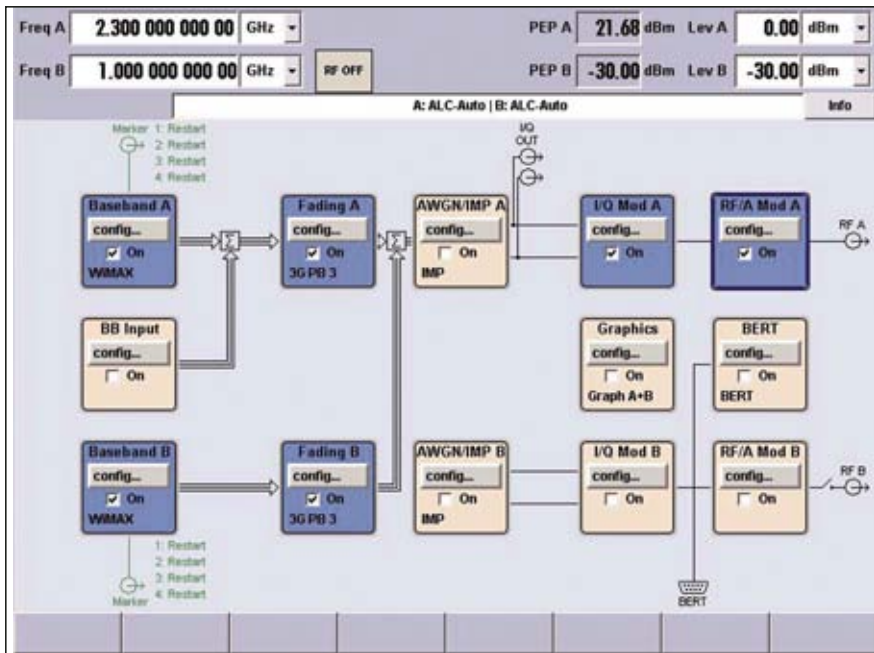 Freq A 2.300 000 000 00 GHz PEP A 21.68 dBm Lev A 0.00 dBm
Freq B 1.000 000 000 00 GHz RF OFF PEP B -30.00 dBm Lev B -30.00 dBm
A: ALC-Auto | B: ALC-Auto Info
Marker 1: Restart
2: Restart
3: Restart
4: Restart
I/Q
OUT
Baseband A
config...
On
WiMAX
Fading A
config...
On
3G PB 3
AWGN/IMP A
config...
On
IMP
I/Q Mod A
config...
On
RF/A Mod A
config...
On
RF A
Σ
Σ
BB Input
config...
On
Graphics
config...
On
Graph A+B
BERT
config...
On
BERT
Baseband B
config...
On
WiMAX
Fading B
config...
On
3G PB 3
AWGN/IMP B
config...
On
IMP
I/Q Mod B
config...
On
RF/A Mod B
config...
On
RF B
1: Restart
2: Restart
3: Restart
Marker 4: Restart
BERT